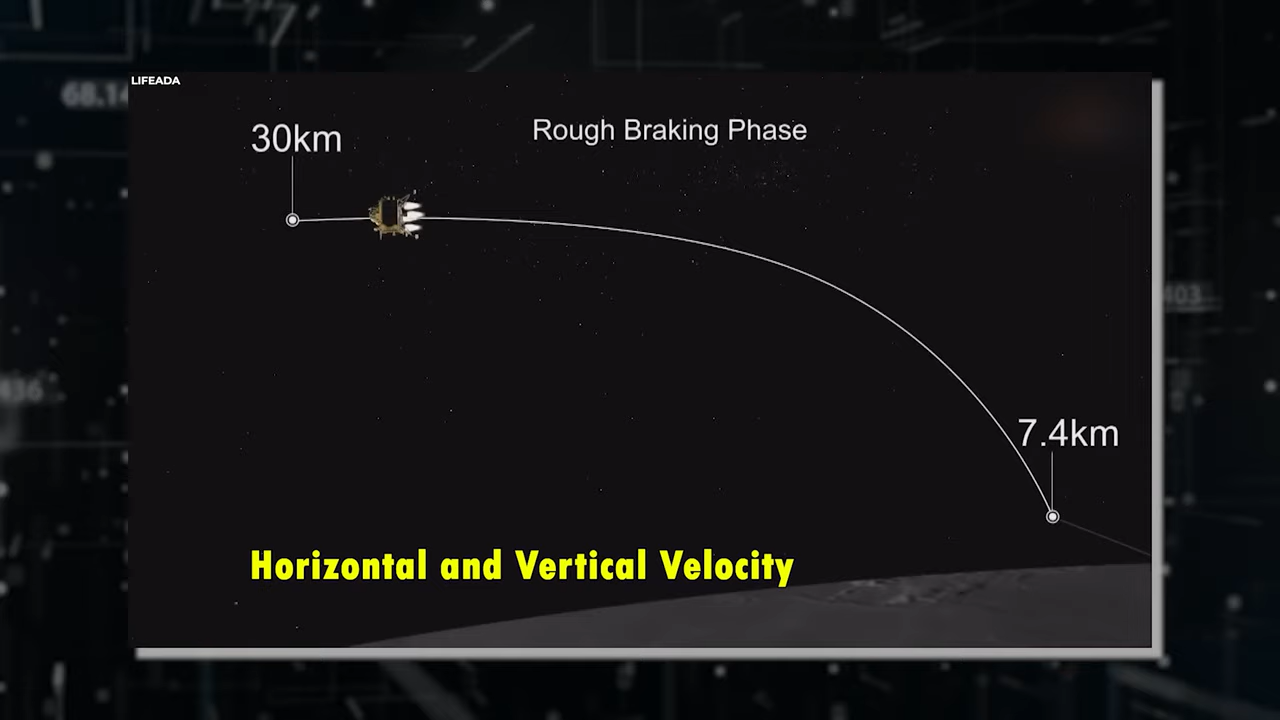 LIFEADA
30km
Rough Braking Phase
7.4km
Horizontal and Vertical Velocity